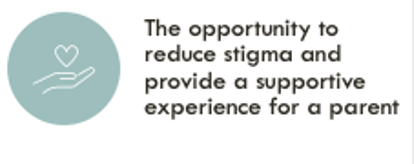 The opportunity to
reduce stigma and
provide a supportive
experience for a parent